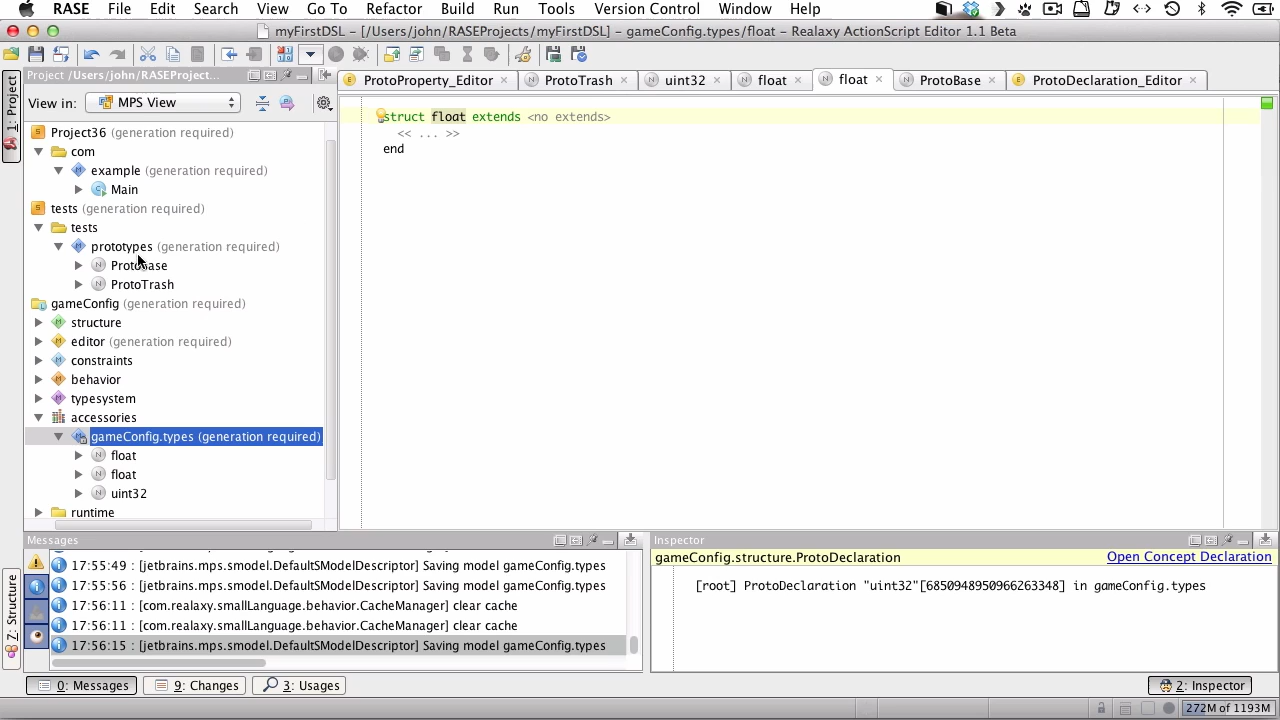 RASE File Edit Search View Go To Refactor Build Run Tools Version Control Window Help
myFirstDSL - [/Users/john/RASEProjects/myFirstDSL] - gameConfig.types/float - Realaxy ActionScript Editor 1.1 Beta
Project /Users/john/RASEProject...
ProtoProperty_Editor × ProtoTrash × uint32 × float × float × ProtoBase × ProtoDeclaration_Editor ×
1: Project
View in: MPS View
Project36 (generation required)
com
example (generation required)
Main
tests (generation required)
tests
prototypes (generation required)
ProtoBase
ProtoTrash
gameConfig (generation required)
structure
editor (generation required)
constraints
behavior
typesystem
accessories
gameConfig.types (generation required)
float
float
uint32
runtime
struct float extends <no extends>
<< ... >>
end
Z: Structure
Messages
17:55:49 : [jetbrains.mps.smodel.DefaultSModelDescriptor] Saving model gameConfig.types
17:55:56 : [jetbrains.mps.smodel.DefaultSModelDescriptor] Saving model gameConfig.types
17:56:11 : [com.realaxy.smallLanguage.behavior.CacheManager] clear cache
17:56:11 : [com.realaxy.smallLanguage.behavior.CacheManager] clear cache
17:56:15 : [jetbrains.mps.smodel.DefaultSModelDescriptor] Saving model gameConfig.types
Inspector
gameConfig.structure.ProtoDeclaration Open Concept Declaration
[root] ProtoDeclaration "uint32"[6850948950966263348] in gameConfig.types
0: Messages 9: Changes 3: Usages 2: Inspector
272M of 1193M